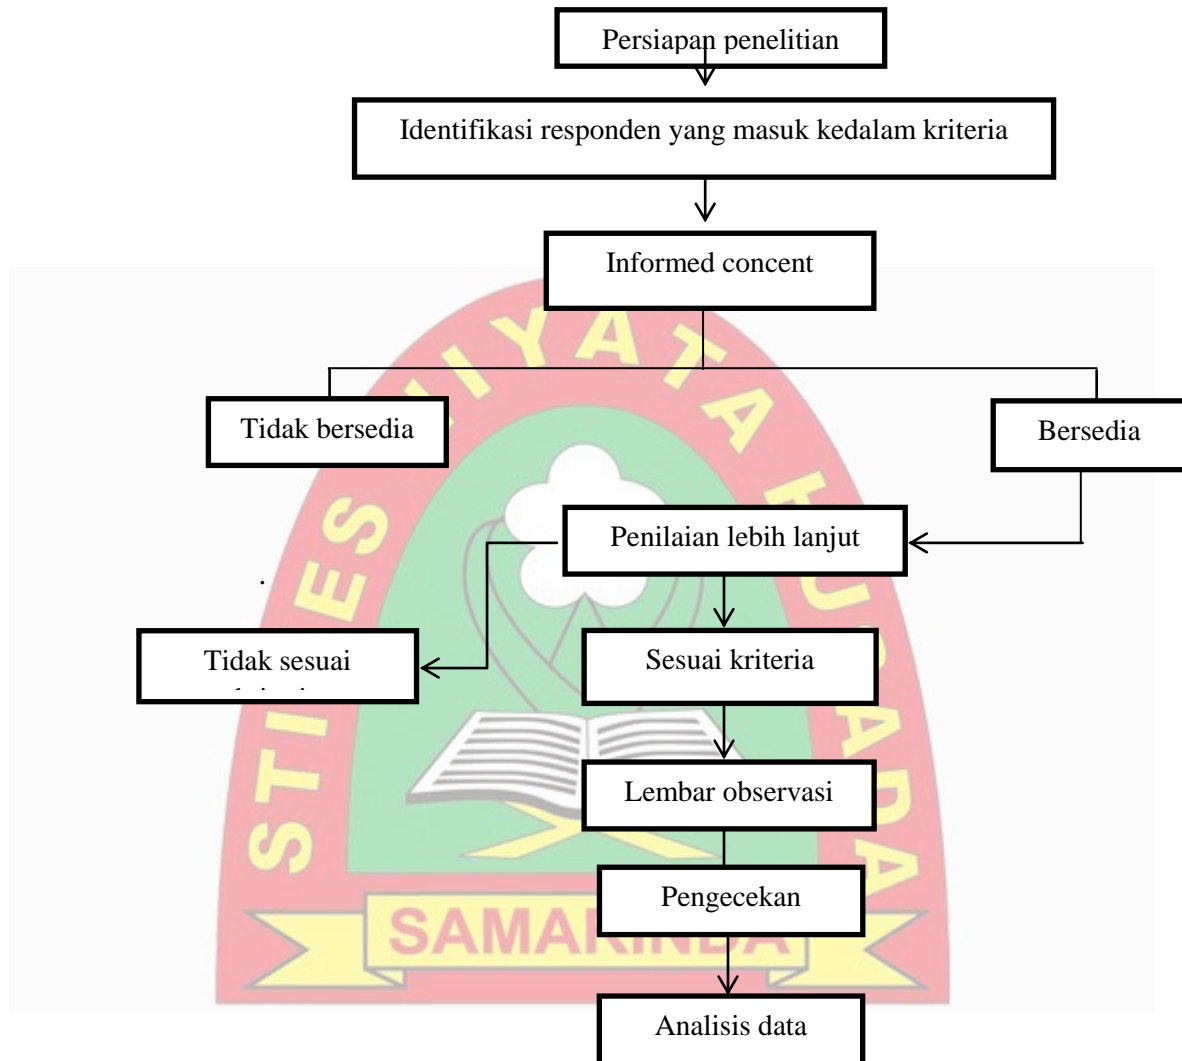 Persiapan penelitian
Identifikasi responden yang masuk kedalam kriteria
Informed concent
Tidak bersedia
Bersedia
Penilaian lebih lanjut
.
Tidak sesuai
Sesuai kriteria
Lembar observasi
Pengecekan
Analisis data
SAMARINDA